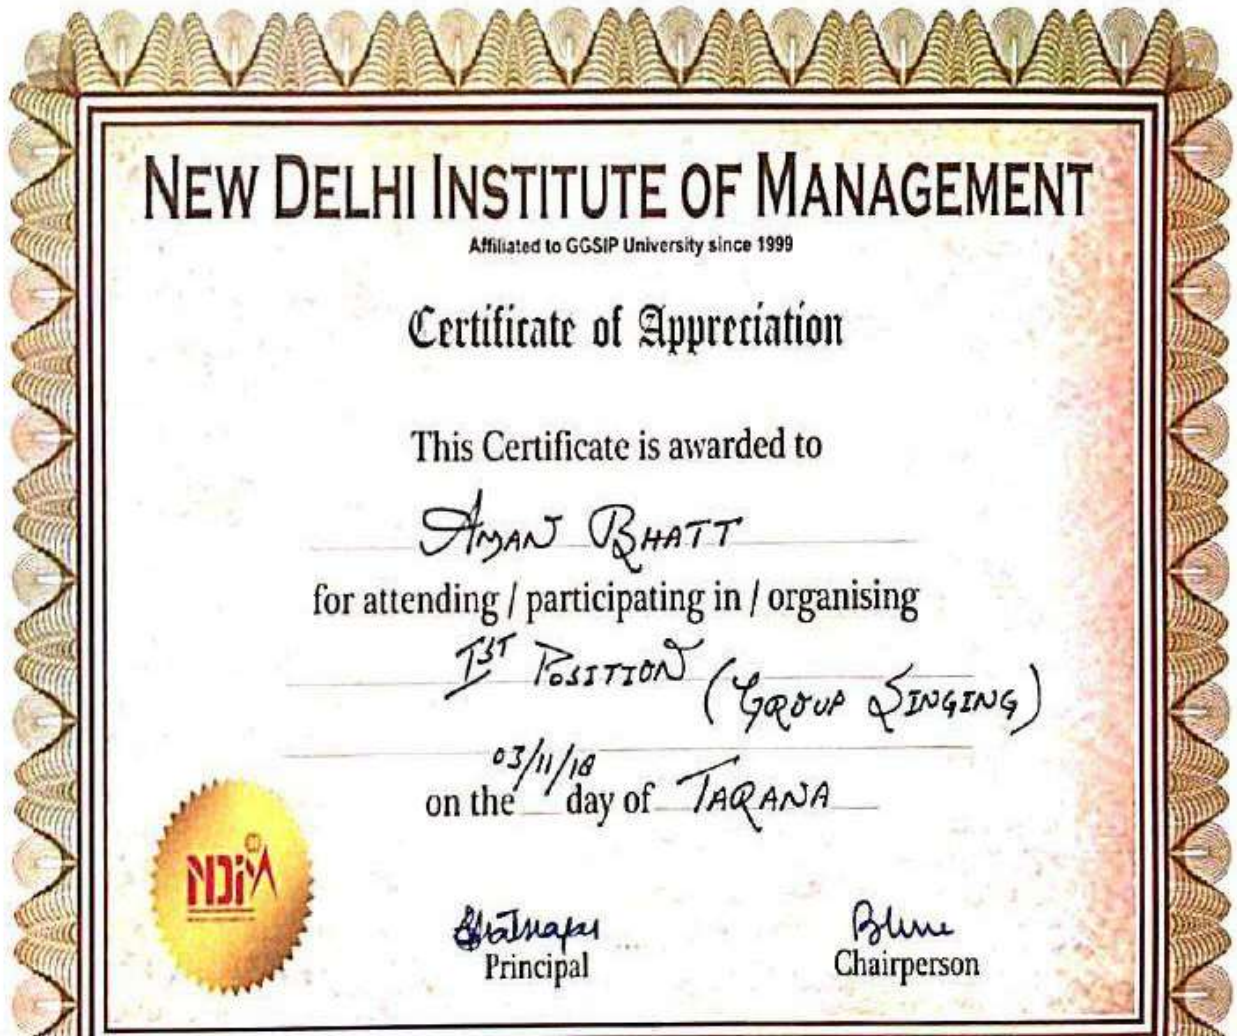 NEW DELHI INSTITUTE OF MANAGEMENT
Affiliated to GGSIP University since 1999
Certificate of Appreciation
This Certificate is awarded to
AMAN BHATT
for attending / participating in / organising
Ist POSITION (GROUP SINGING)
03/11/18
on the day of TARANA
NDiM
Bhatnagar
Principal
Chairperson